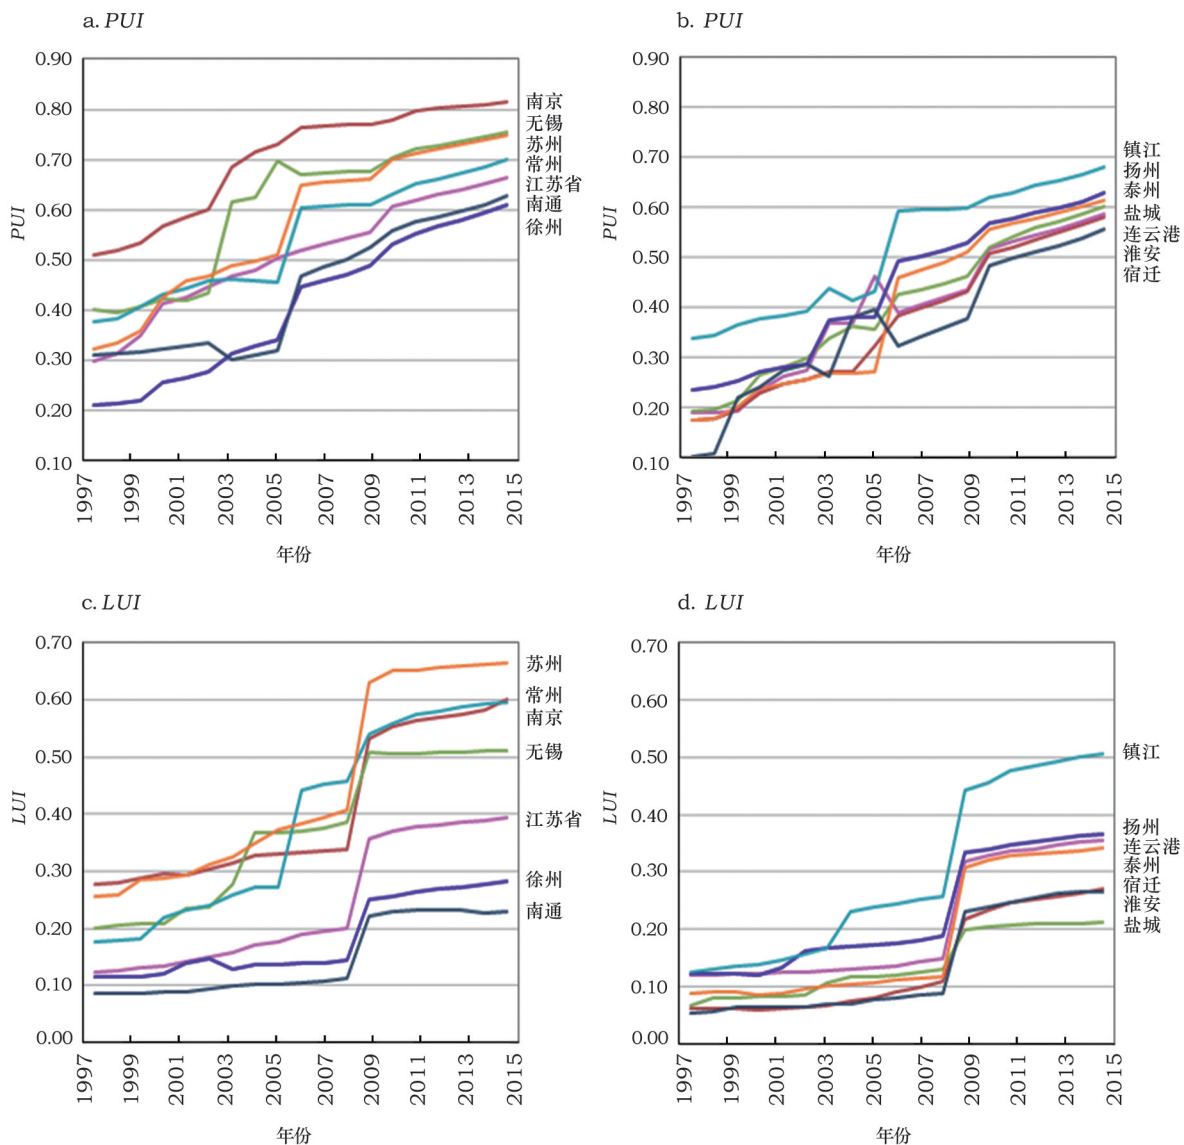 a. PUI
PUI
0.90
0.80
0.70
0.60
0.50
0.40
0.30
0.20
0.10
南京
无锡
苏州
常州
江苏省
南通
徐州
1997
1999
2001
2003
2005
2007
2009
2011
2013
2015
年份
b. PUI
PUI
0.90
0.80
0.70
0.60
0.50
0.40
0.30
0.20
0.10
镇江
扬州
泰州
盐城
连云港
淮安
宿迁
1997
1999
2001
2003
2005
2007
2009
2011
2013
2015
年份
c. LUI
LUI
0.70
0.60
0.50
0.40
0.30
0.20
0.10
0.00
苏州
常州
南京
无锡
江苏省
徐州
南通
1997
1999
2001
2003
2005
2007
2009
2011
2013
2015
年份
d. LUI
LUI
0.70
0.60
0.50
0.40
0.30
0.20
0.10
0.00
镇江
扬州
连云港
泰州
宿迁
淮安
盐城
1997
1999
2001
2003
2005
2007
2009
2011
2013
2015
年份